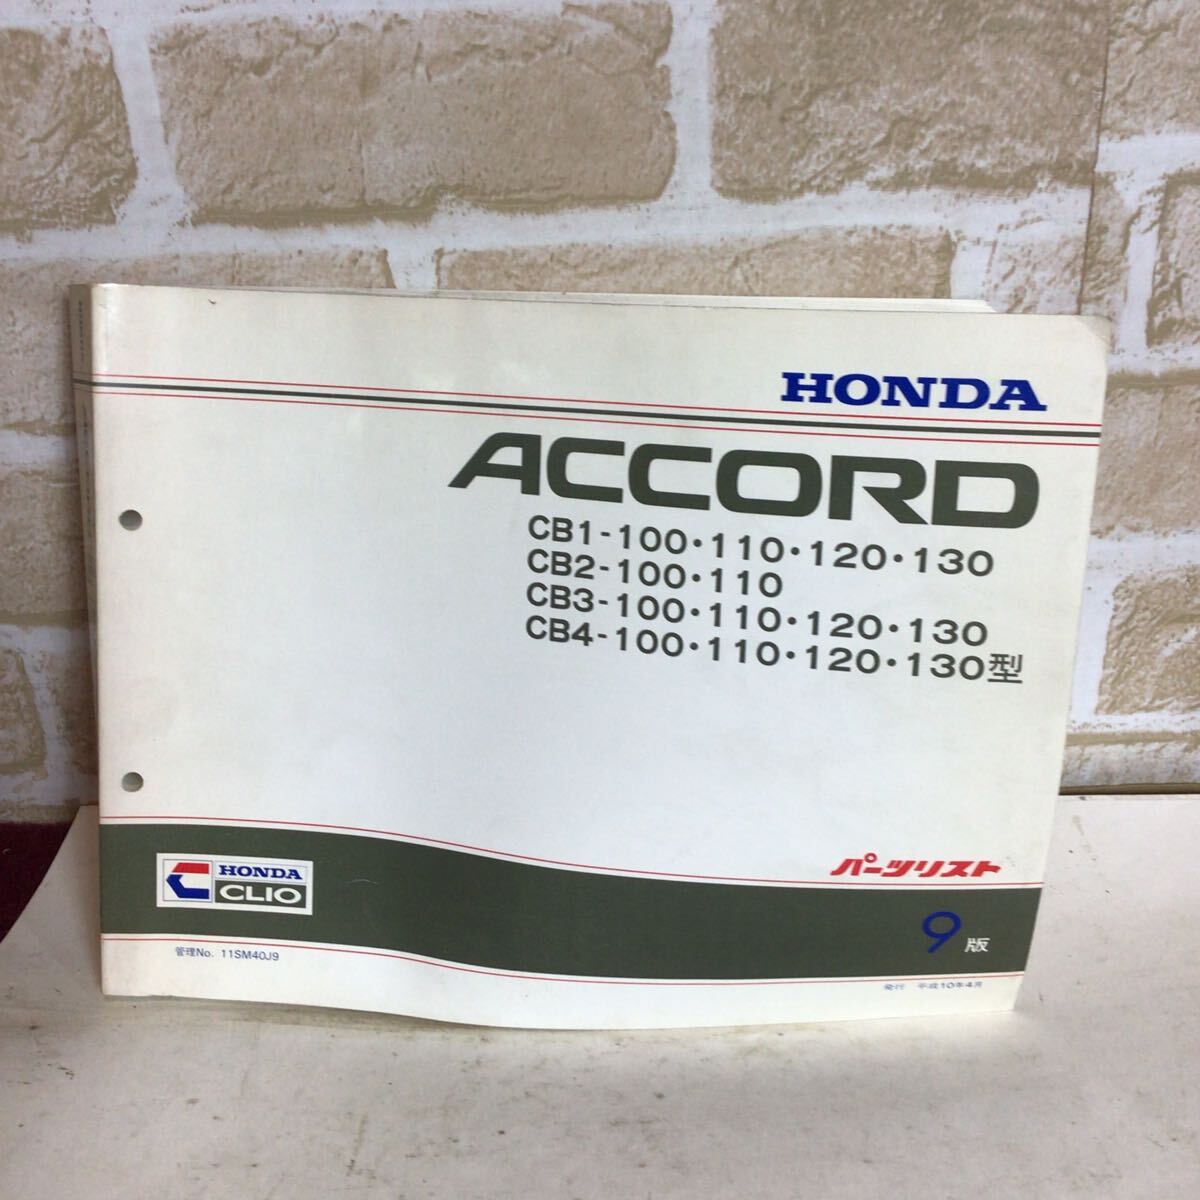 HONDA
ACCORD
CB1-100・110・120・130
CB2-100・110
CB3-100・110・120・130
CB4-100・110・120・130型
パーツリスト
HONDA
CLIO
9版
管理No. 11SM40J9
発行 平成10年4月